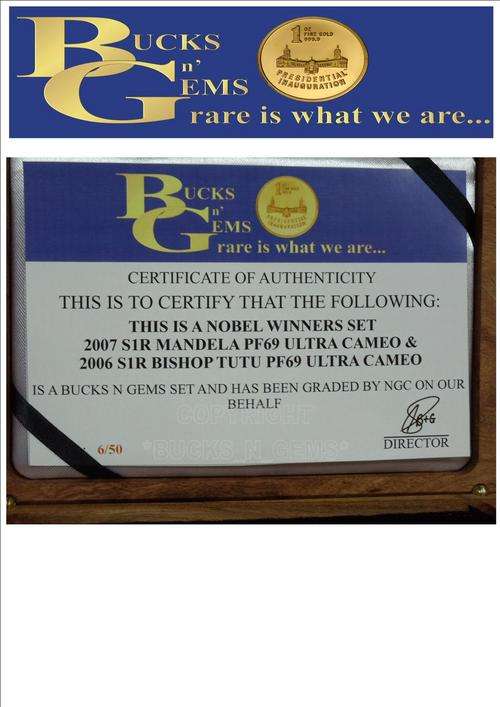 BUCKS
n'
GEMS
rare is what we are...
1 OZ
FINE GOLD
999.9
PRESIDENTIAL
INAUGURATION
BUCKS
n'
GEMS
rare is what we are...
CERTIFICATE OF AUTHENTICITY
THIS IS TO CERTIFY THAT THE FOLLOWING:
THIS IS A NOBEL WINNERS SET
2007 S1R MANDELA PF69 ULTRA CAMEO &
2006 S1R BISHOP TUTU PF69 ULTRA CAMEO
IS A BUCKS N GEMS SET AND HAS BEEN GRADED BY NGC ON OUR
BEHALF
COPYRIGHT
*BUCKS_N_GEMS*
6/50
DIRECTOR